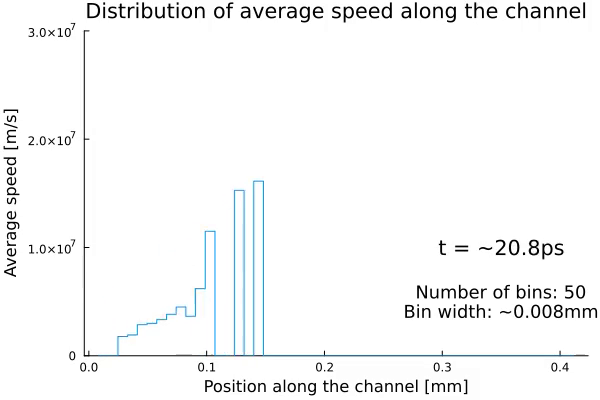 Distribution of average speed along the channel
3.0×10⁷
2.0×10⁷
1.0×10⁷
0
Average speed [m/s]
t = ~20.8ps
Number of bins: 50
Bin width: ~0.008mm
0.0 0.1 0.2 0.3 0.4
Position along the channel [mm]